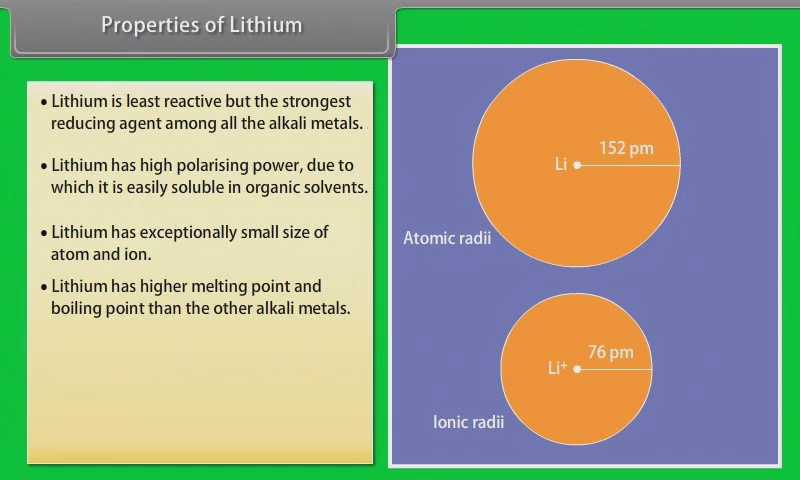 Properties of Lithium
• Lithium is least reactive but the strongest
reducing agent among all the alkali metals.
• Lithium has high polarising power, due to
which it is easily soluble in organic solvents.
• Lithium has exceptionally small size of
atom and ion.
• Lithium has higher melting point and
boiling point than the other alkali metals.
152 pm
Li
Atomic radii
76 pm
Li⁺
Ionic radii